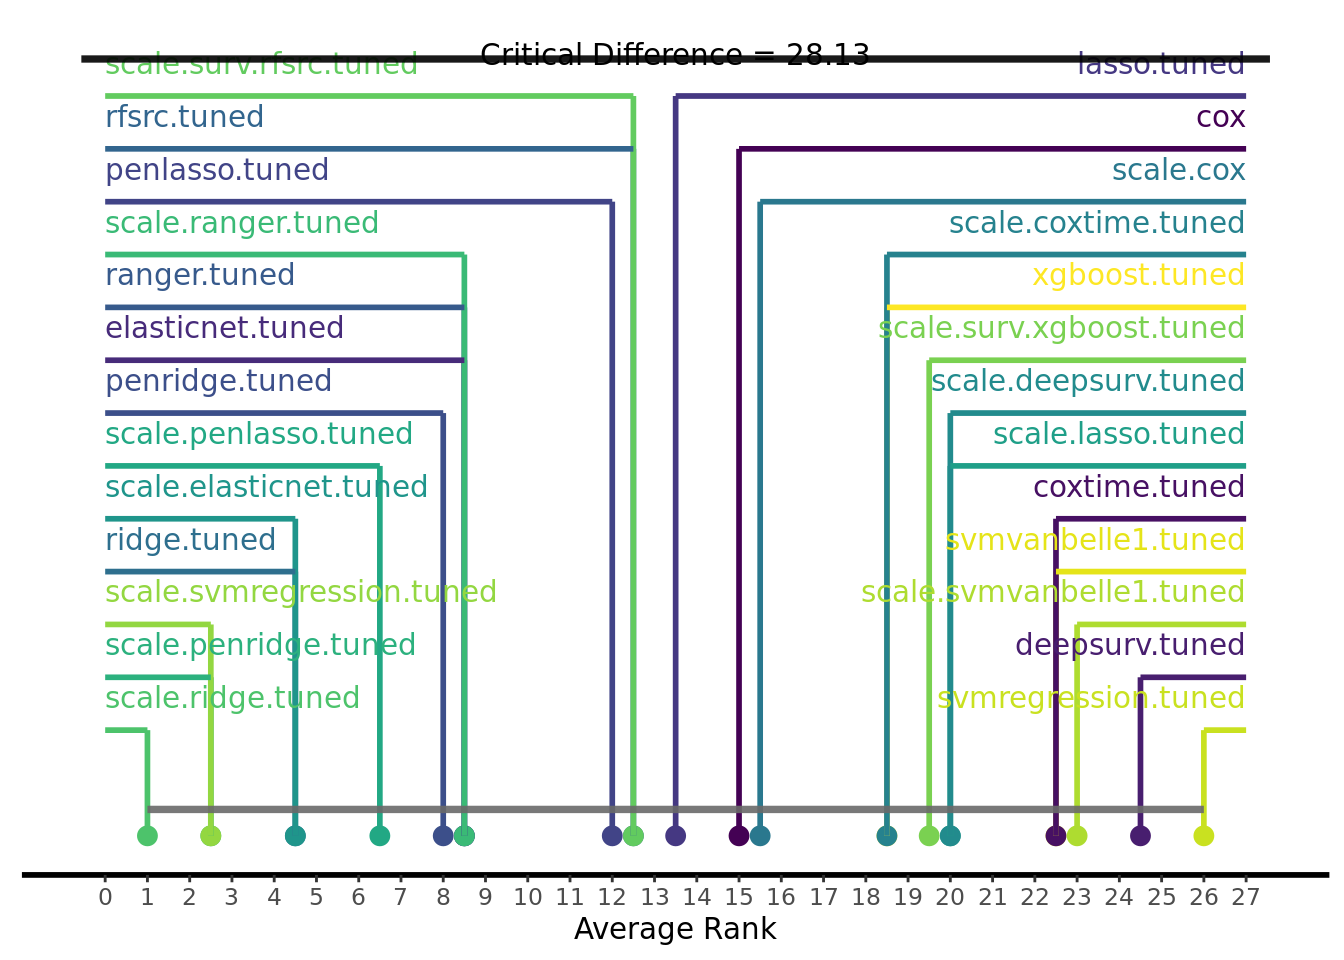 Critical Difference = 28.13
scale.surv.rfsrc.tuned
rfsrc.tuned
penlasso.tuned
scale.ranger.tuned
ranger.tuned
elasticnet.tuned
penridge.tuned
scale.penlasso.tuned
scale.elasticnet.tuned
ridge.tuned
scale.svmregression.tuned
scale.penridge.tuned
scale.ridge.tuned
lasso.tuned
cox
scale.cox
scale.coxtime.tuned
xgboost.tuned
scale.surv.xgboost.tuned
scale.deepsurv.tuned
scale.lasso.tuned
coxtime.tuned
svmvanbelle1.tuned
scale.svmvanbelle1.tuned
deepsurv.tuned
svmregression.tuned
0 1 2 3 4 5 6 7 8 9 10 11 12 13 14 15 16 17 18 19 20 21 22 23 24 25 26 27
Average Rank